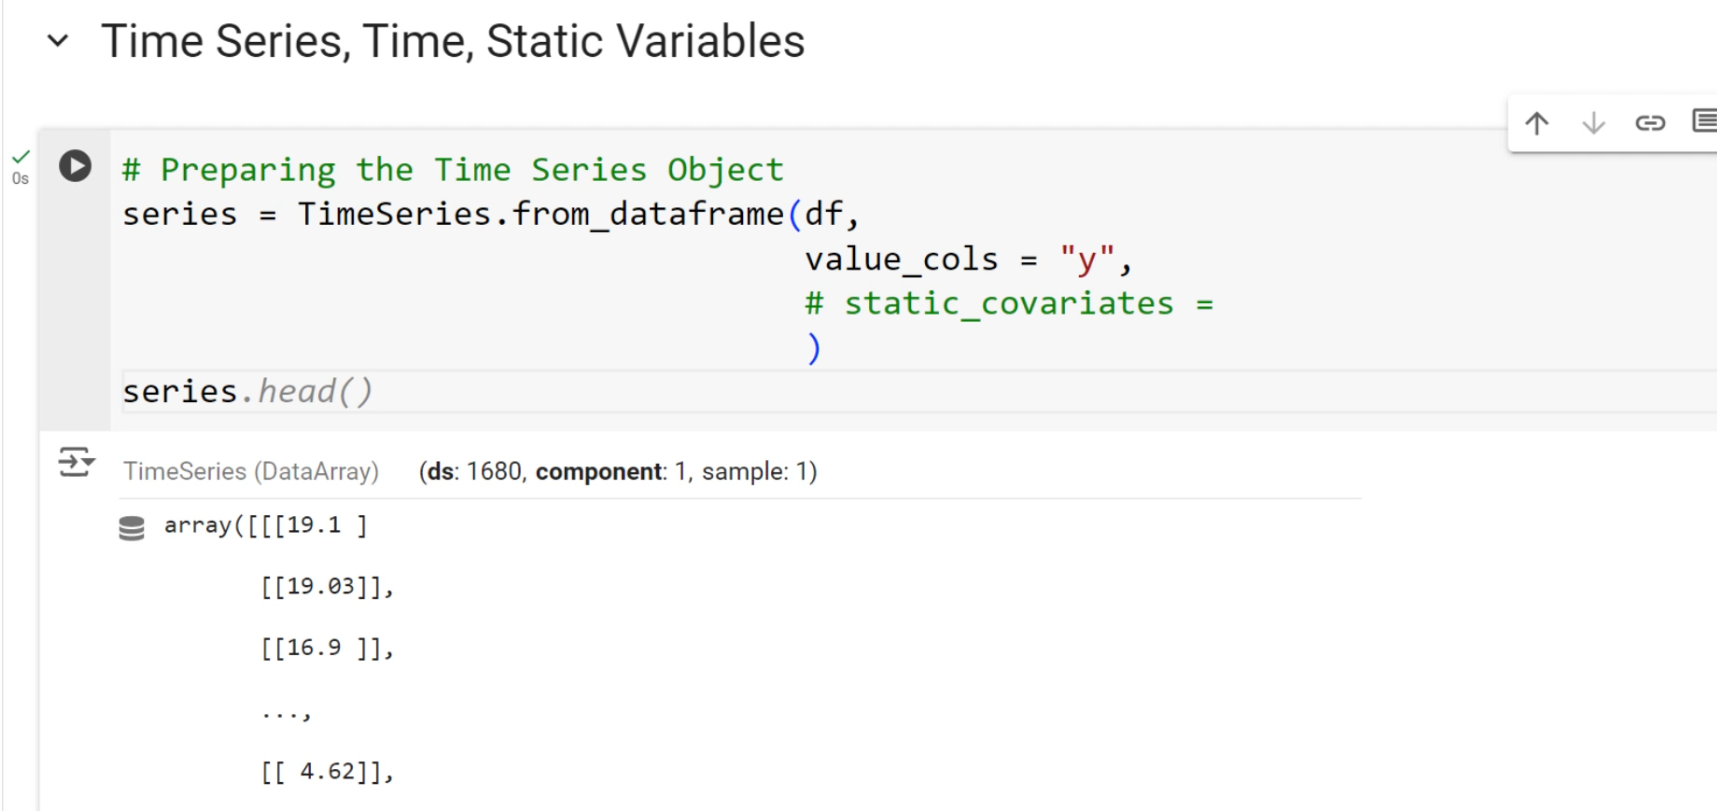 Time Series, Time, Static Variables
0s
# Preparing the Time Series Object
series = TimeSeries.from_dataframe(df,
value_cols = "y",
# static_covariates =
)
series.head()
TimeSeries (DataArray) (ds: 1680, component: 1, sample: 1)
array([[[19.1 ]
[[19.03]],
[[16.9 ]],
...,
[[ 4.62]],